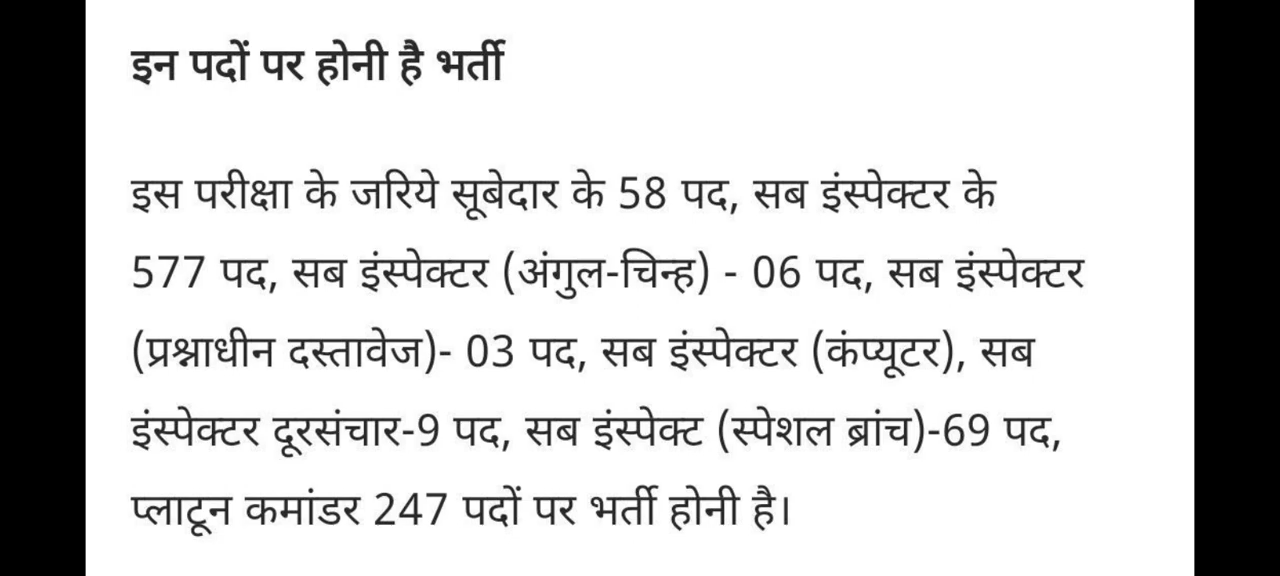 इन पदों पर होनी है भर्ती
इस परीक्षा के जरिये सूबेदार के 58 पद, सब इंस्पेक्टर के
577 पद, सब इंस्पेक्टर (अंगुल-चिन्ह) - 06 पद, सब इंस्पेक्टर
(प्रश्नाधीन दस्तावेज)- 03 पद, सब इंस्पेक्टर (कंप्यूटर), सब
इंस्पेक्टर दूरसंचार-9 पद, सब इंस्पेक्ट (स्पेशल ब्रांच)-69 पद,
प्लाटून कमांडर 247 पदों पर भर्ती होनी है।